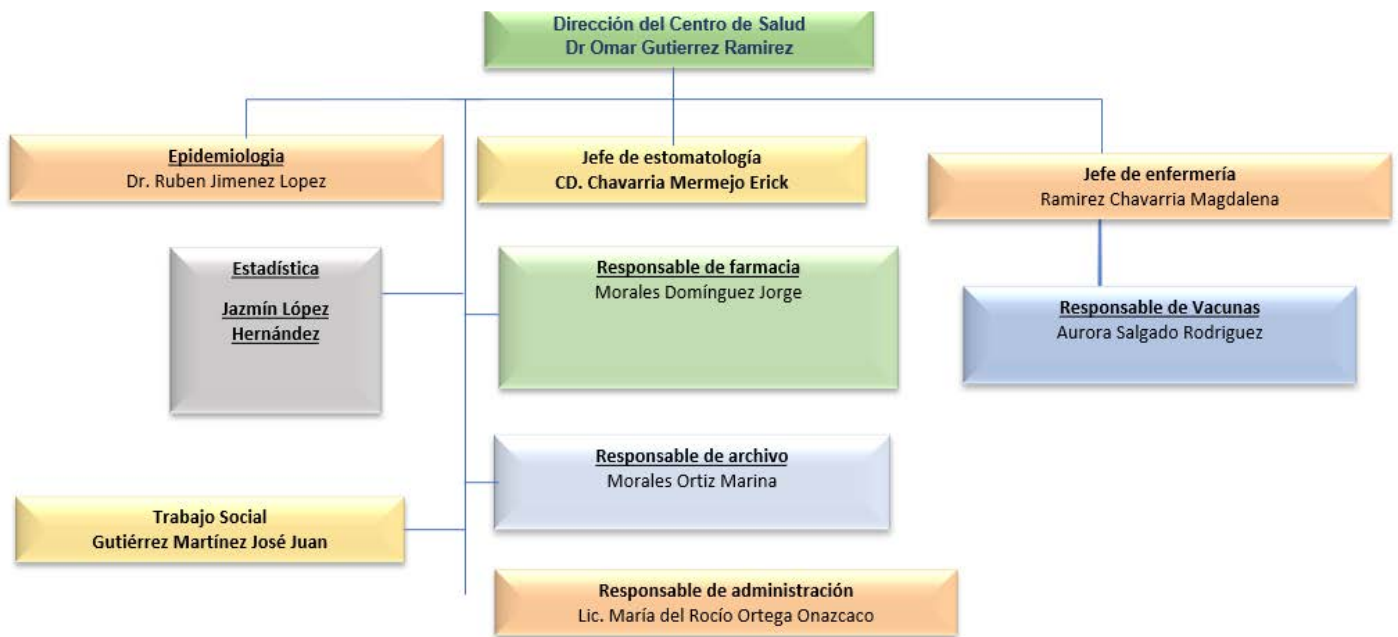 Dirección del Centro de Salud
Dr Omar Gutierrez Ramirez
Epidemiologia
Dr. Ruben Jimenez Lopez
Jefe de estomatología
CD. Chavarria Mermejo Erick
Jefe de enfermería
Ramirez Chavarria Magdalena
Estadística
Jazmín López
Hernández
Responsable de farmacia
Morales Domínguez Jorge
Responsable de Vacunas
Aurora Salgado Rodriguez
Responsable de archivo
Morales Ortiz Marina
Trabajo Social
Gutiérrez Martínez José Juan
Responsable de administración
Lic. María del Rocío Ortega Onazcaco